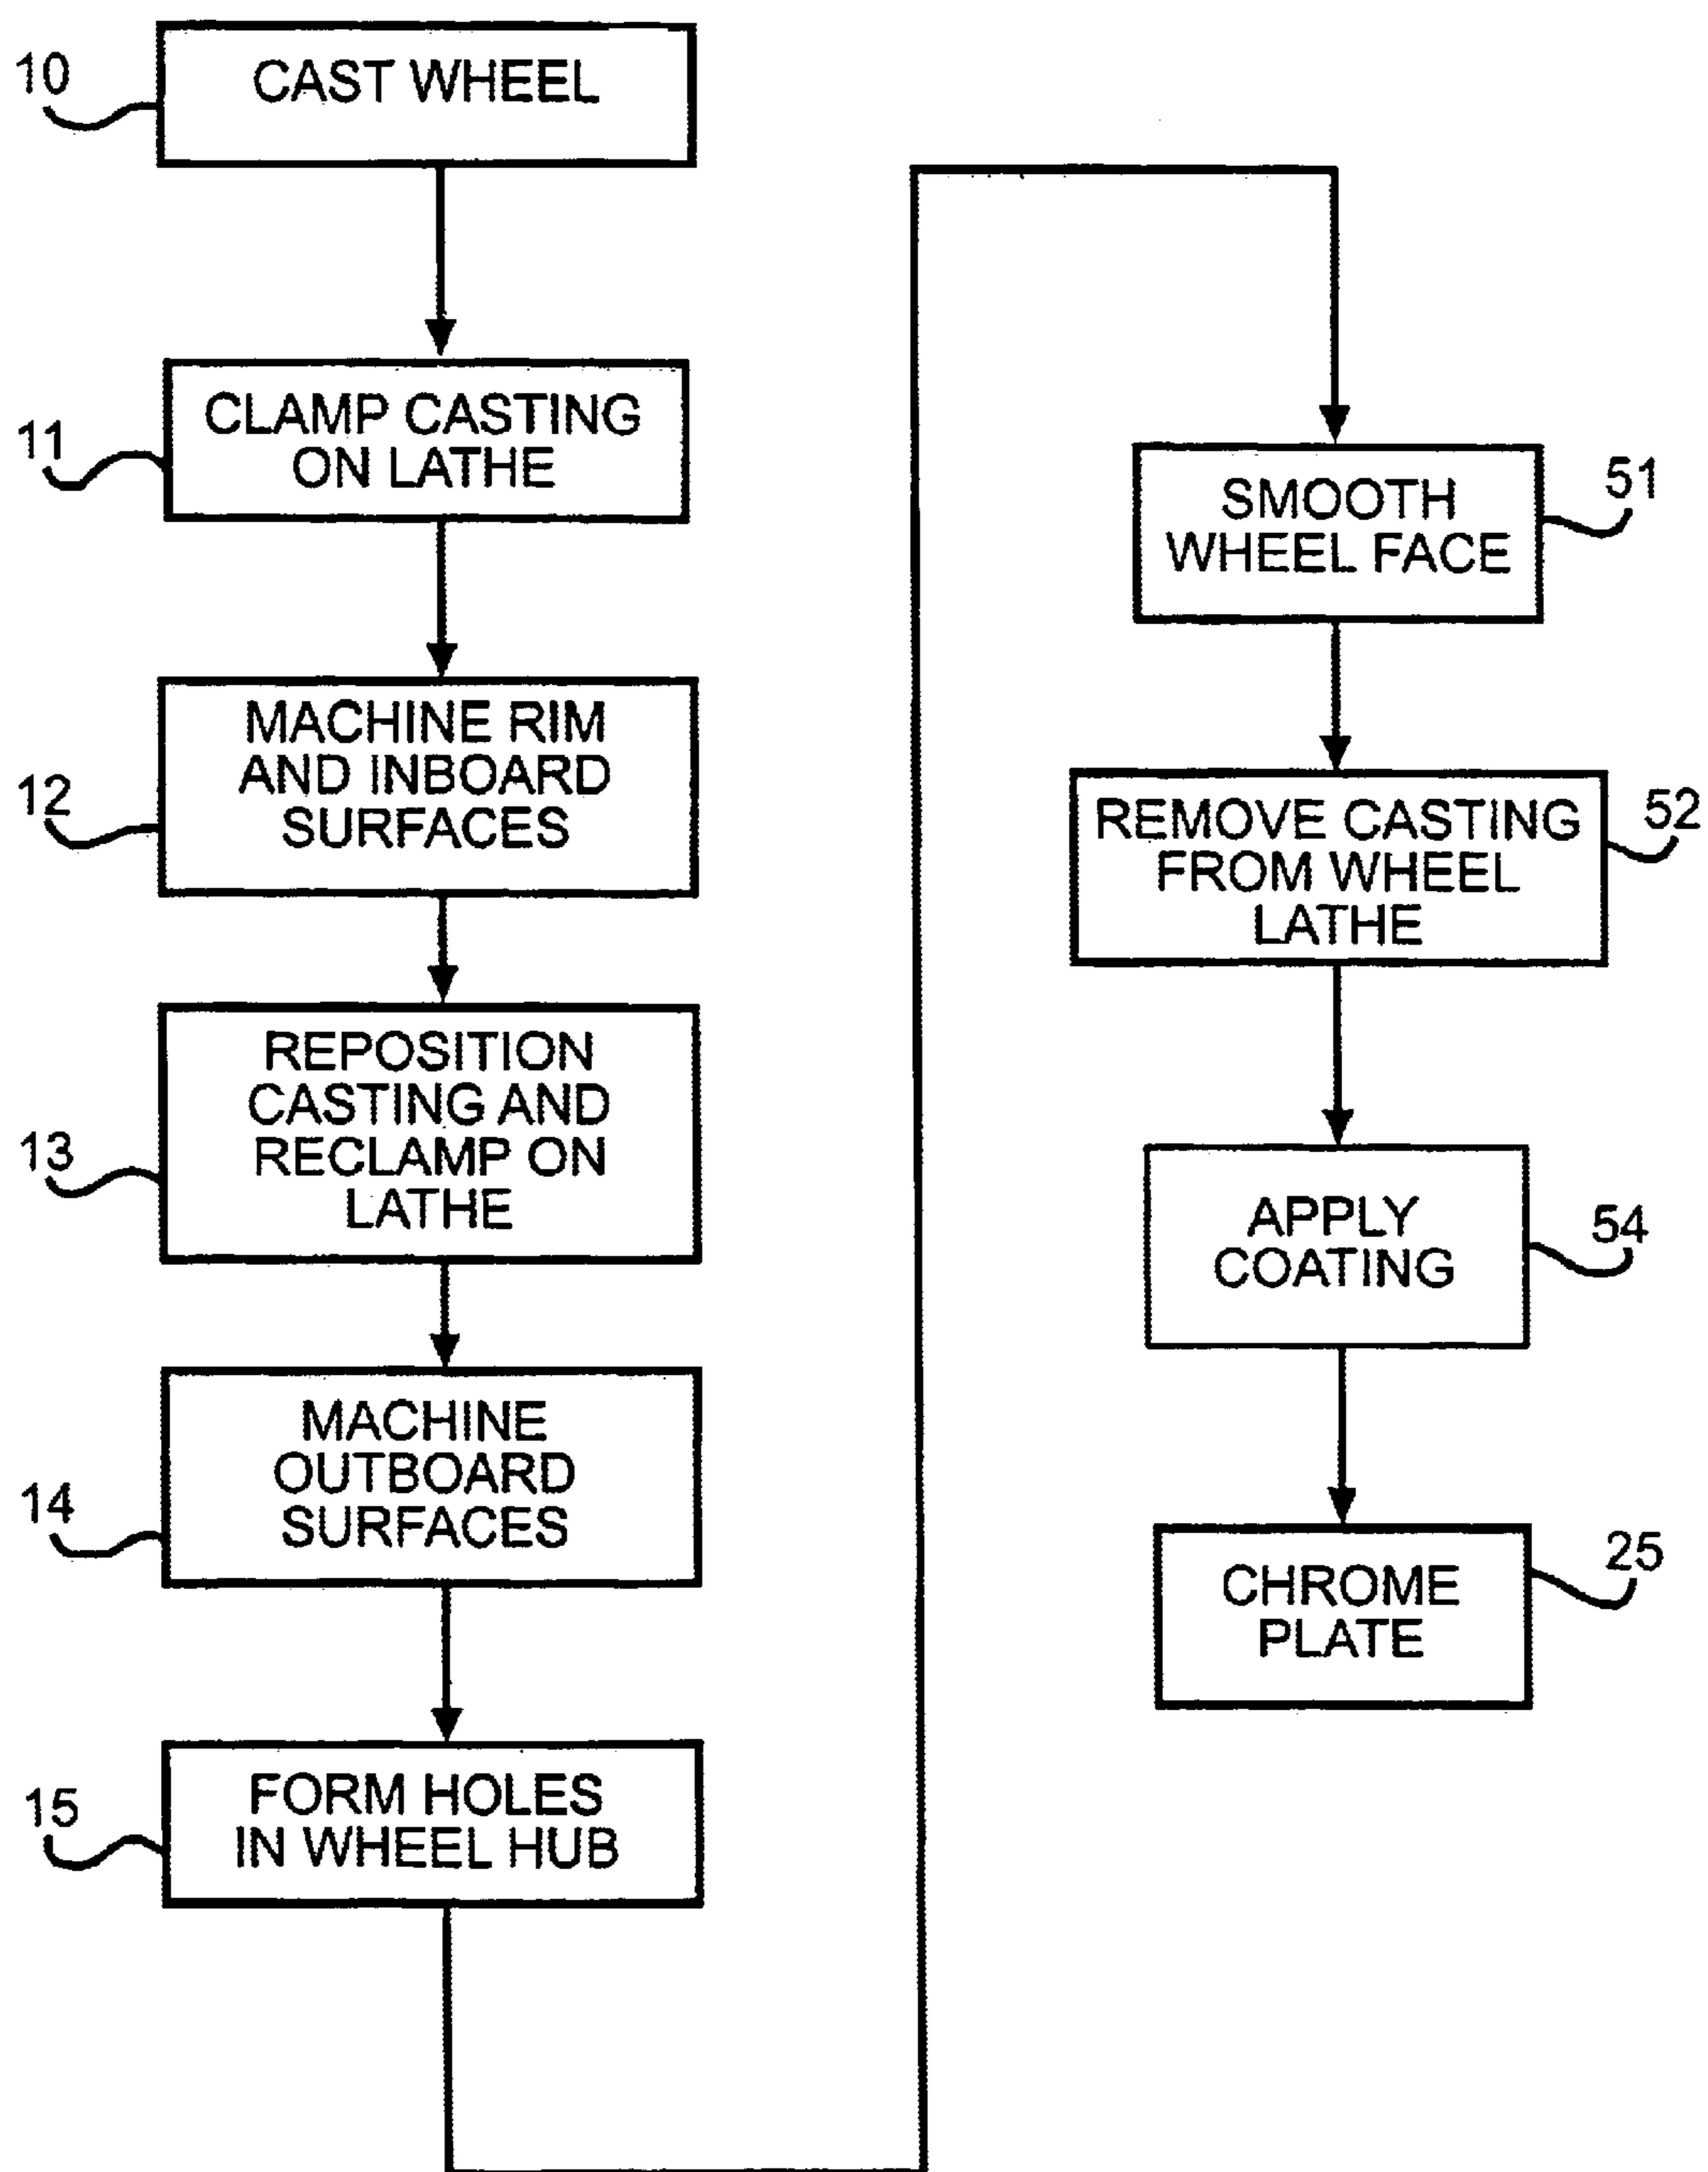 10
CAST WHEEL
11
CLAMP CASTING
ON LATHE
12
MACHINE RIM
AND INBOARD
SURFACES
13
REPOSITION
CASTING AND
RECLAMP ON
LATHE
14
MACHINE
OUTBOARD
SURFACES
15
FORM HOLES
IN WHEEL HUB
51
SMOOTH
WHEEL FACE
52
REMOVE CASTING
FROM WHEEL
LATHE
54
APPLY
COATING
25
CHROME
PLATE